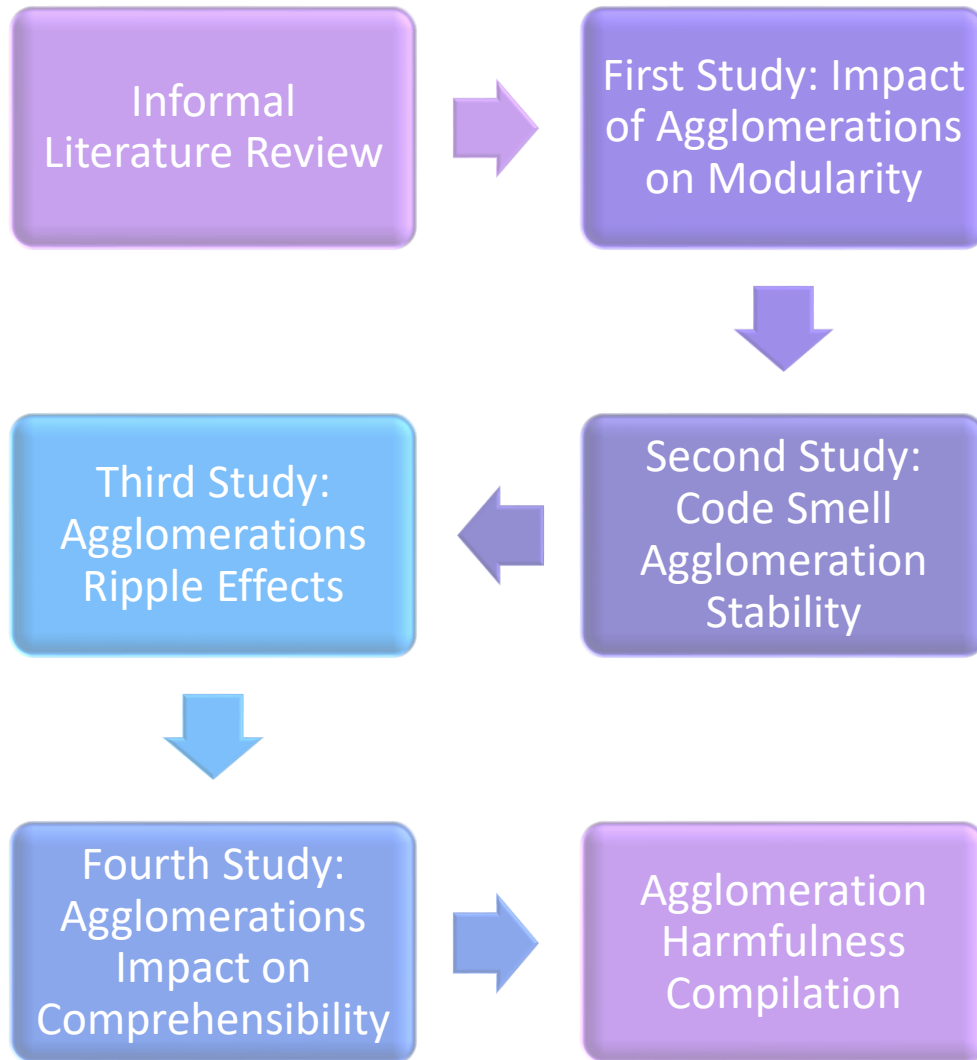 Informal
Literature Review
First Study: Impact
of Agglomerations
on Modularity
Second Study:
Code Smell
Agglomeration
Stability
Third Study:
Agglomerations
Ripple Effects
Fourth Study:
Agglomerations
Impact on
Comprehensibility
Agglomeration
Harmfulness
Compilation